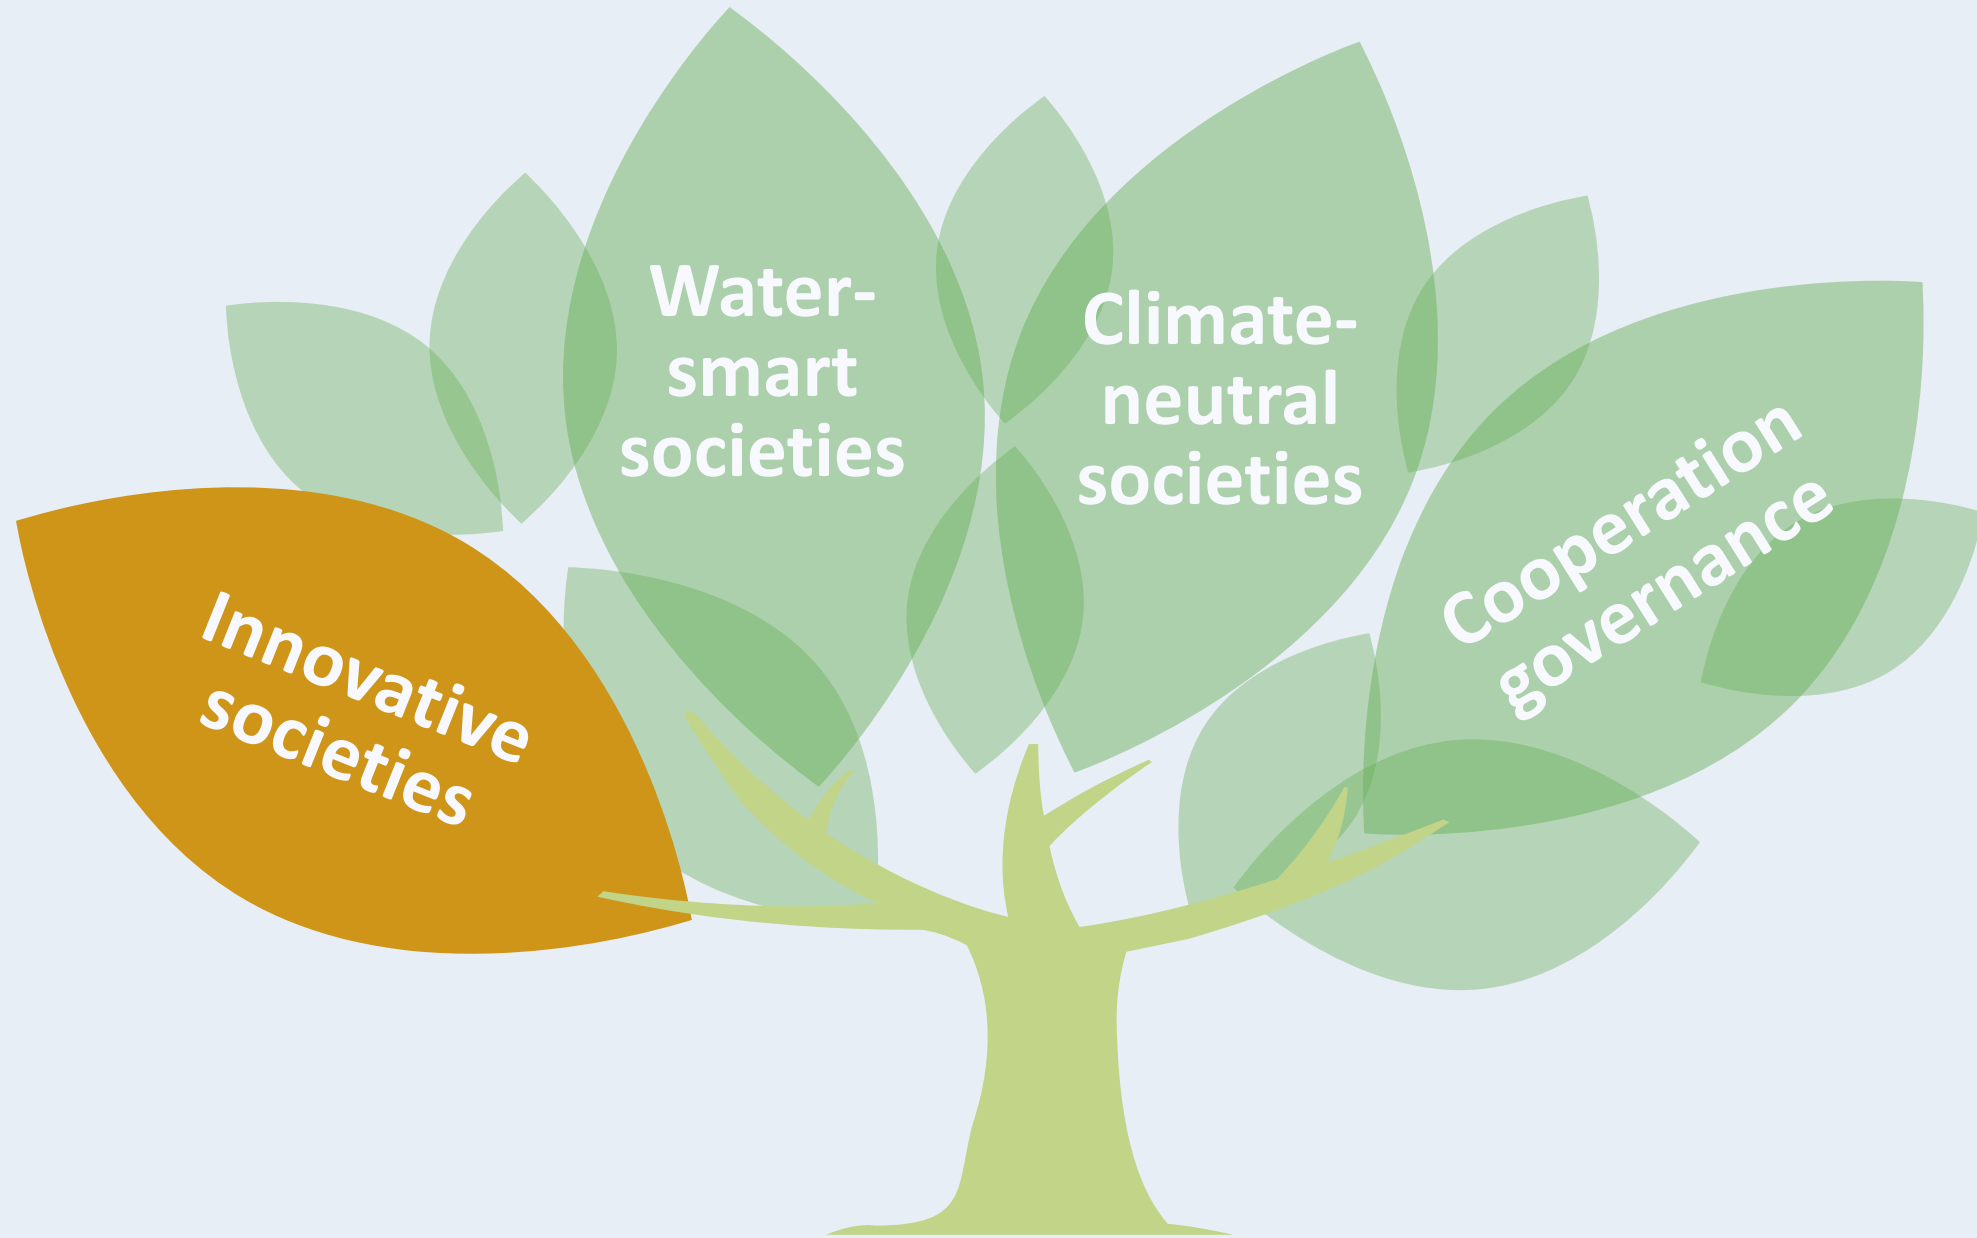 Water-
smart
societies
Climate-
neutral
societies
Cooperation
governance
Innovative
societies